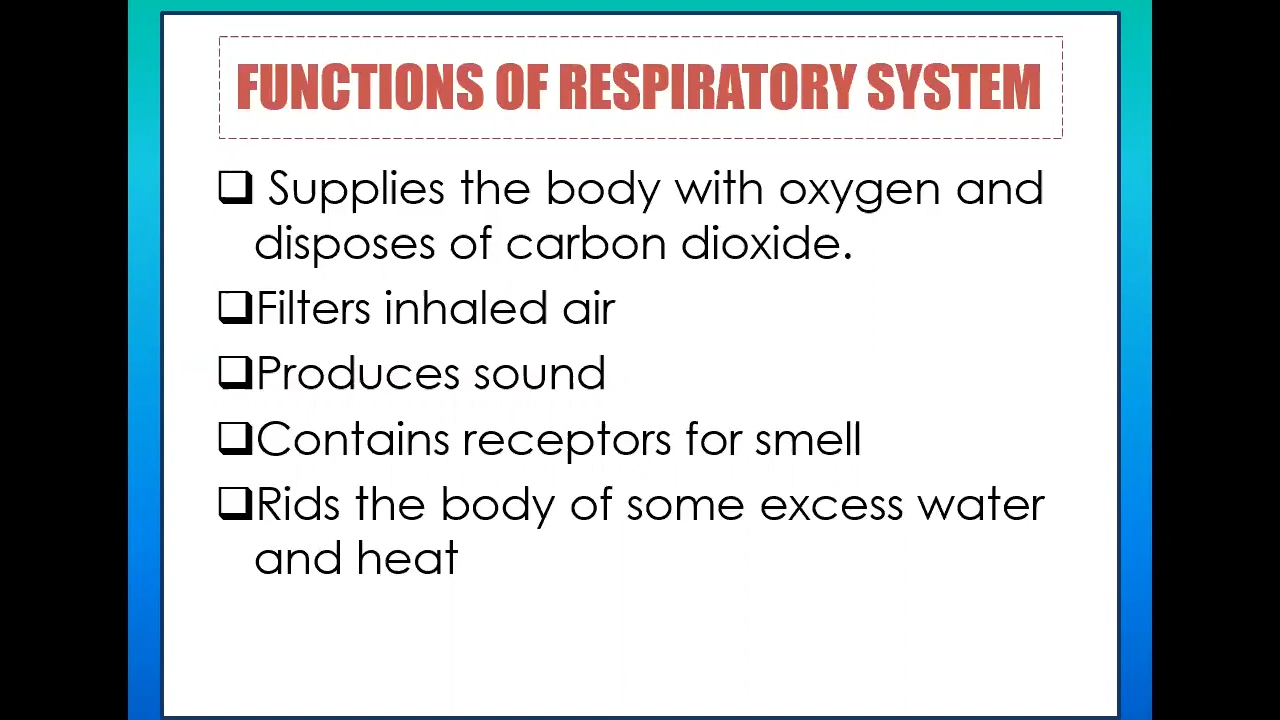 FUNCTIONS OF RESPIRATORY SYSTEM
❑ Supplies the body with oxygen and
disposes of carbon dioxide.
❑Filters inhaled air
❑Produces sound
❑Contains receptors for smell
❑Rids the body of some excess water
and heat